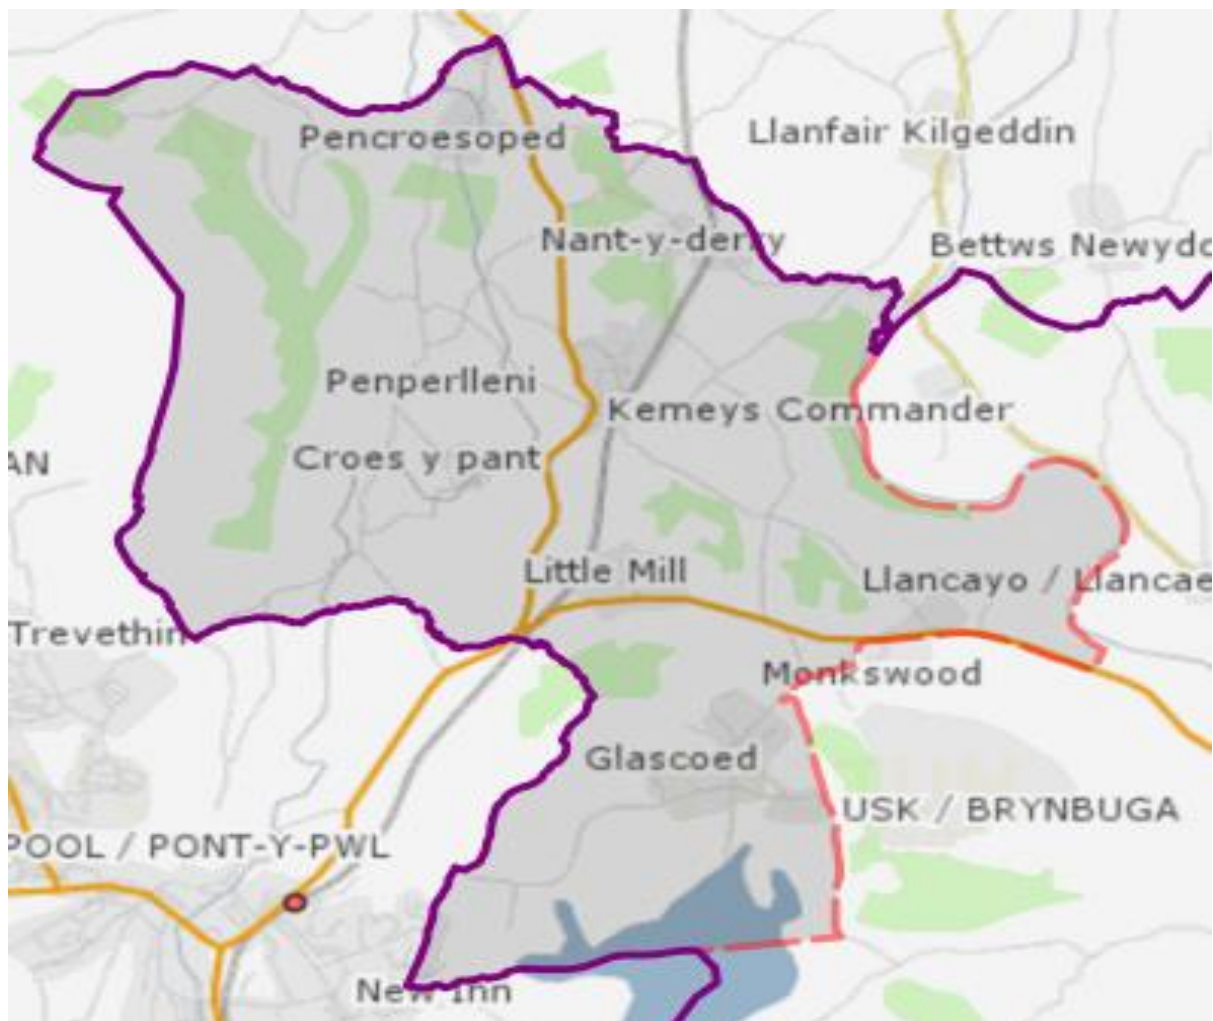 Pencroesoped
Llanfair Kilgeddin
Nant-y-derry
Bettws Newydd
Penperlleni
Kemeys Commander
Croes y pant
AN
Little Mill
Llancayo / Llancae
Trevethin
Monkswood
Glascoed
USK / BRYNBUGA
POOL / PONT-Y-PWL
New Inn